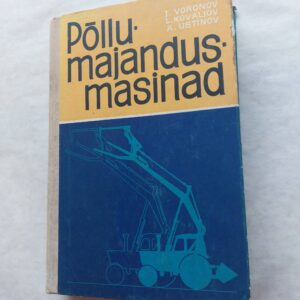 I. VORONOV
L. KOVALJOV
A. USTINOV
Põllu-
majandus-
masinad